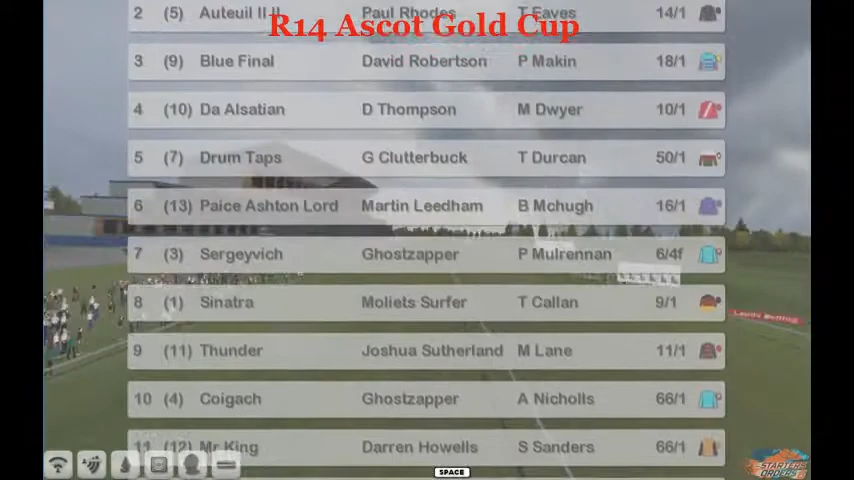 2 (5) Auteuil II II Paul Rhodes T Eaves 14/1
R14 Ascot Gold Cup
3 (9) Blue Final David Robertson P Makin 18/1
4 (10) Da Alsatian D Thompson M Dwyer 10/1
5 (7) Drum Taps G Clutterbuck T Durcan 50/1
6 (13) Paice Ashton Lord Martin Leedham B Mchugh 16/1
7 (3) Sergeyvich Ghostzapper P Mulrennan 6/4f
8 (1) Sinatra Moliets Surfer T Callan 9/1
9 (11) Thunder Joshua Sutherland M Lane 11/1
10 (4) Coigach Ghostzapper A Nicholls 66/1
11 (12) Mr King Darren Howells S Sanders 66/1
SPACE
STARTERS
ORDERS